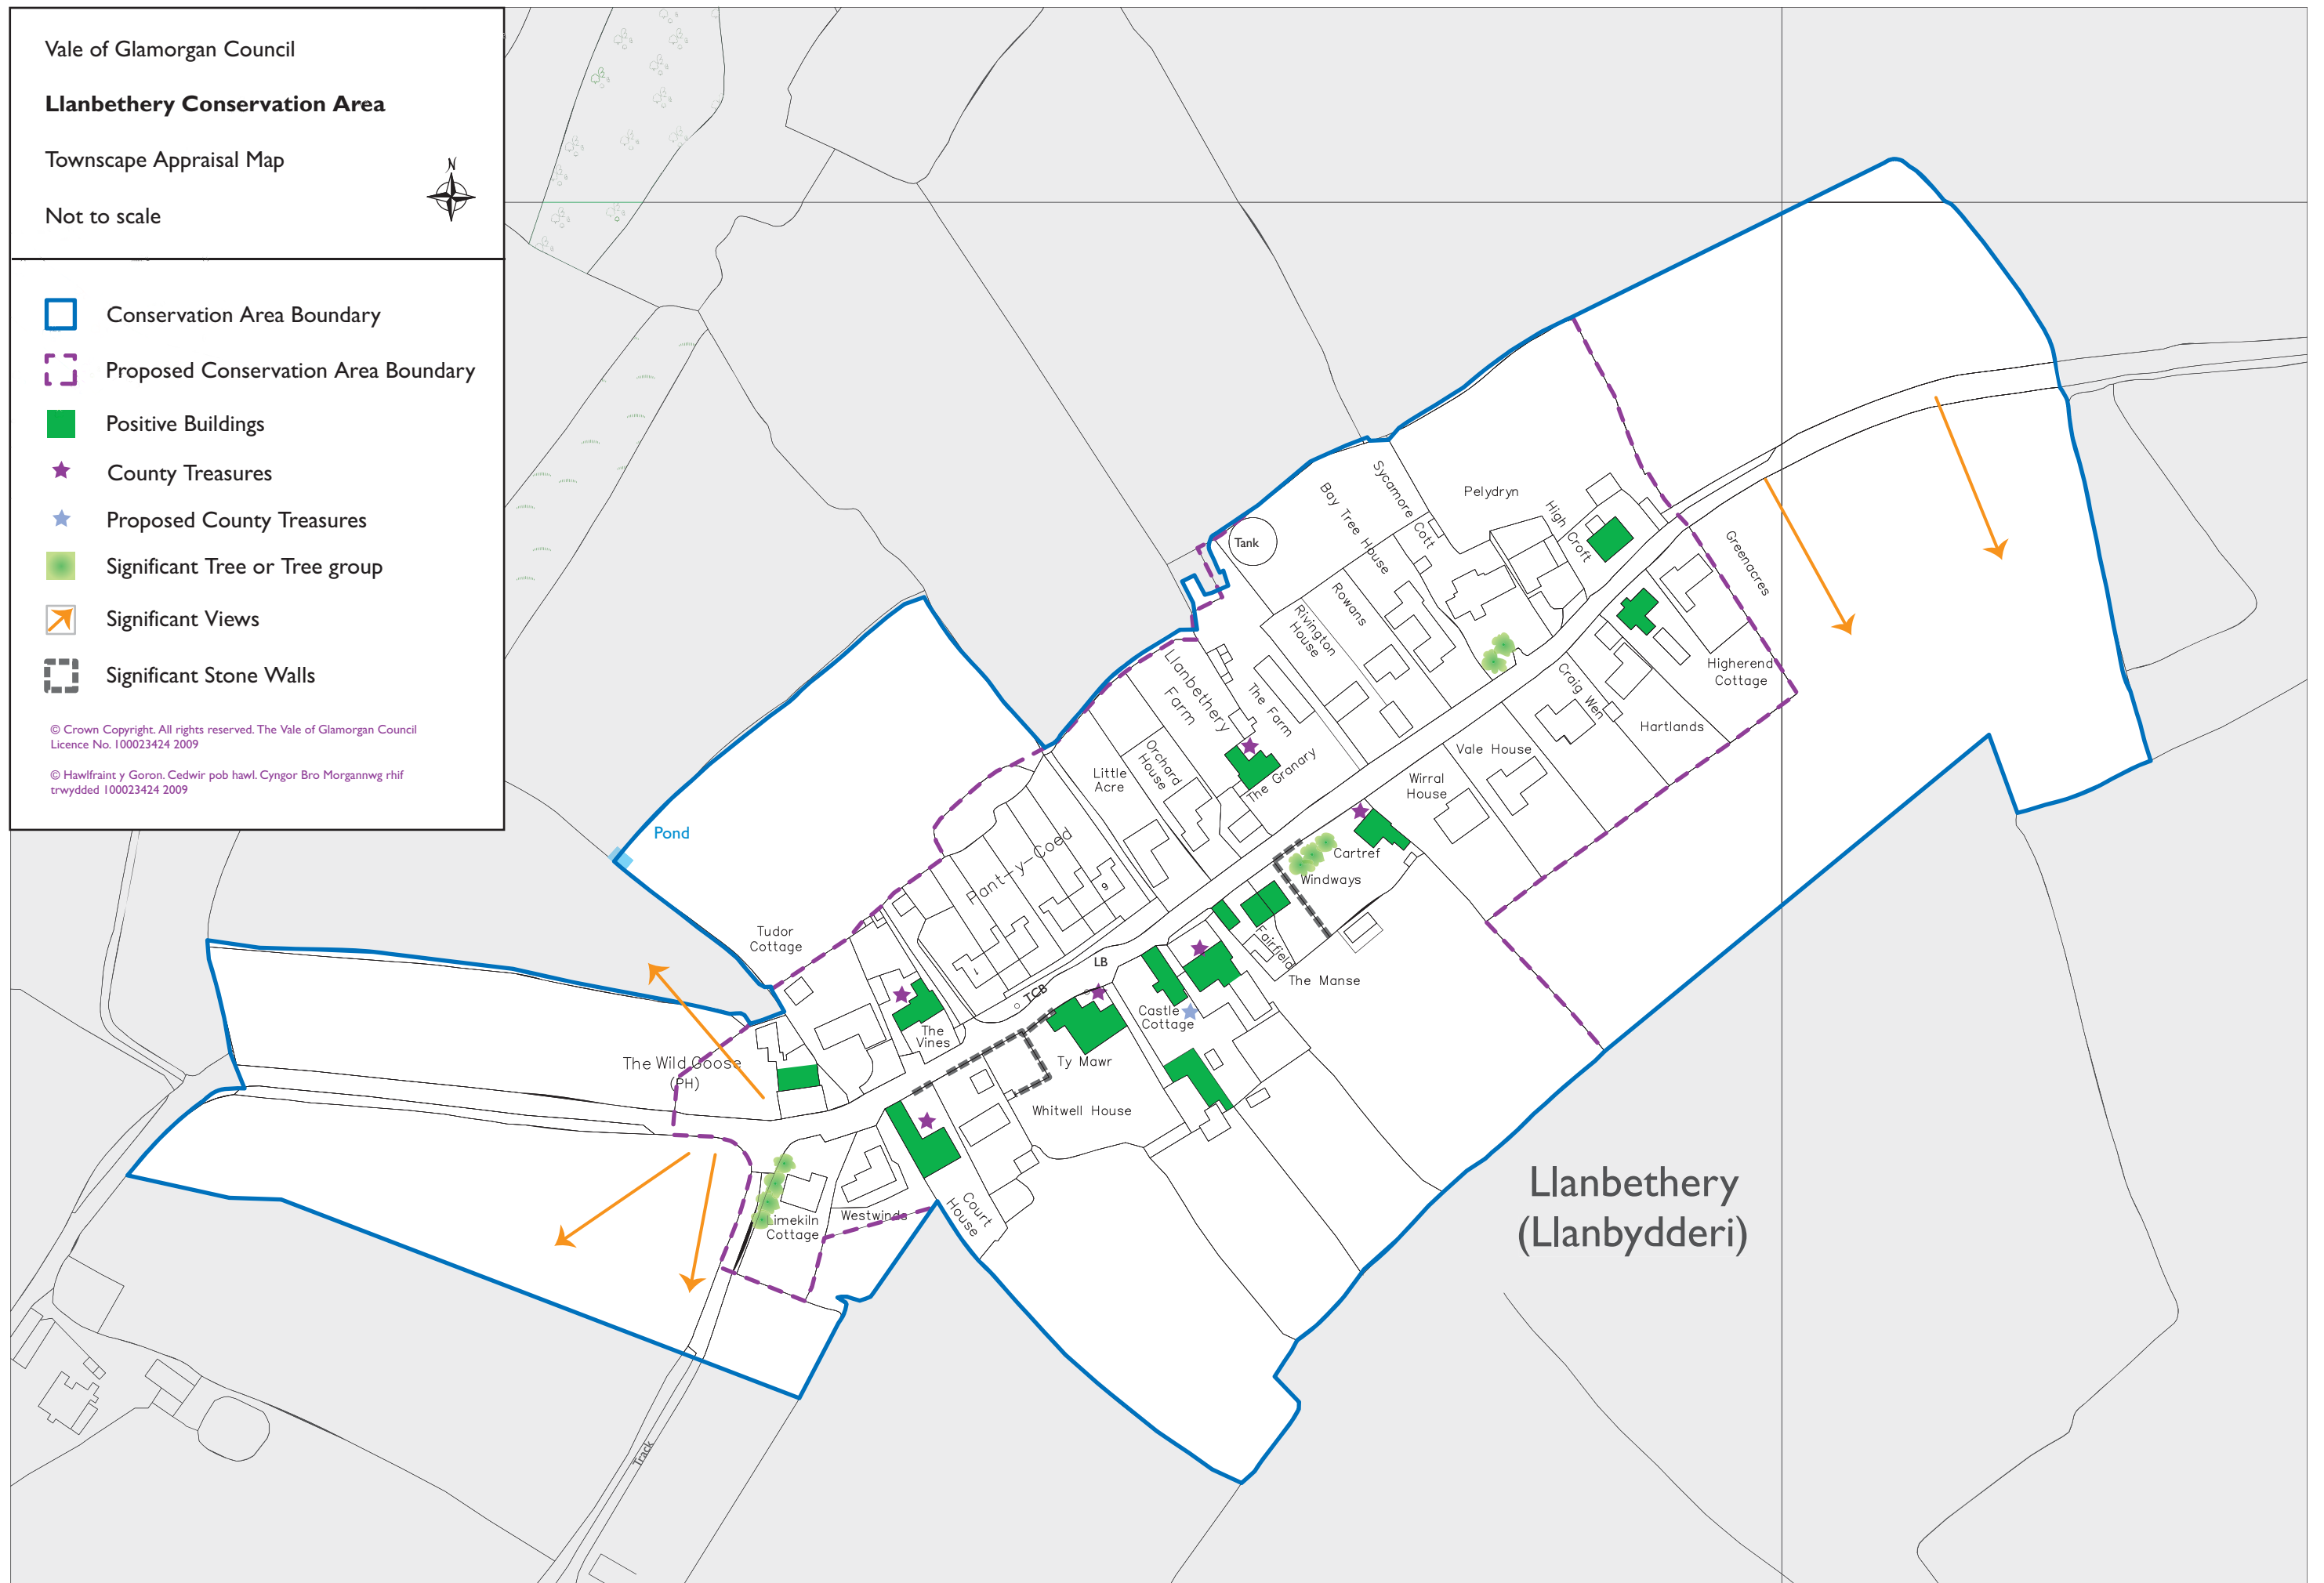 Vale of Glamorgan Council
Llanbethery Conservation Area
Townscape Appraisal Map
N
Not to scale
Conservation Area Boundary
Proposed Conservation Area Boundary
Positive Buildings
County Treasures
Proposed County Treasures
Significant Tree or Tree group
Significant Views
Significant Stone Walls
© Crown Copyright. All rights reserved. The Vale of Glamorgan Council
Licence No. 100023424 2009
© Hawlfraint y Goron. Cedwir pob hawl. Cyngor Bro Morgannwg rhif
trwydded 100023424 2009
Sycamore Cott
Pelydryn
Bay Tree House
High
Croft
Tank
Greenacres
Rowans
Rivington
House
Higherend
Cottage
Llanbethery
Farm
The Farm
Craig Wen
Hartlands
Orchard
House
Vale House
The Granary
Little
Acre
Wirral
House
Pond
Pant-y-Coed
9
1
Cartref
Windways
Tudor
Cottage
Fairfield
LB
TCB
The Manse
Castle
Cottage
The
Vines
Ty Mawr
The Wild Goose
(PH)
Whitwell House
Court
House
Westwinds
Limekiln
Cottage
Llanbethery
(Llanbydderi)
Track